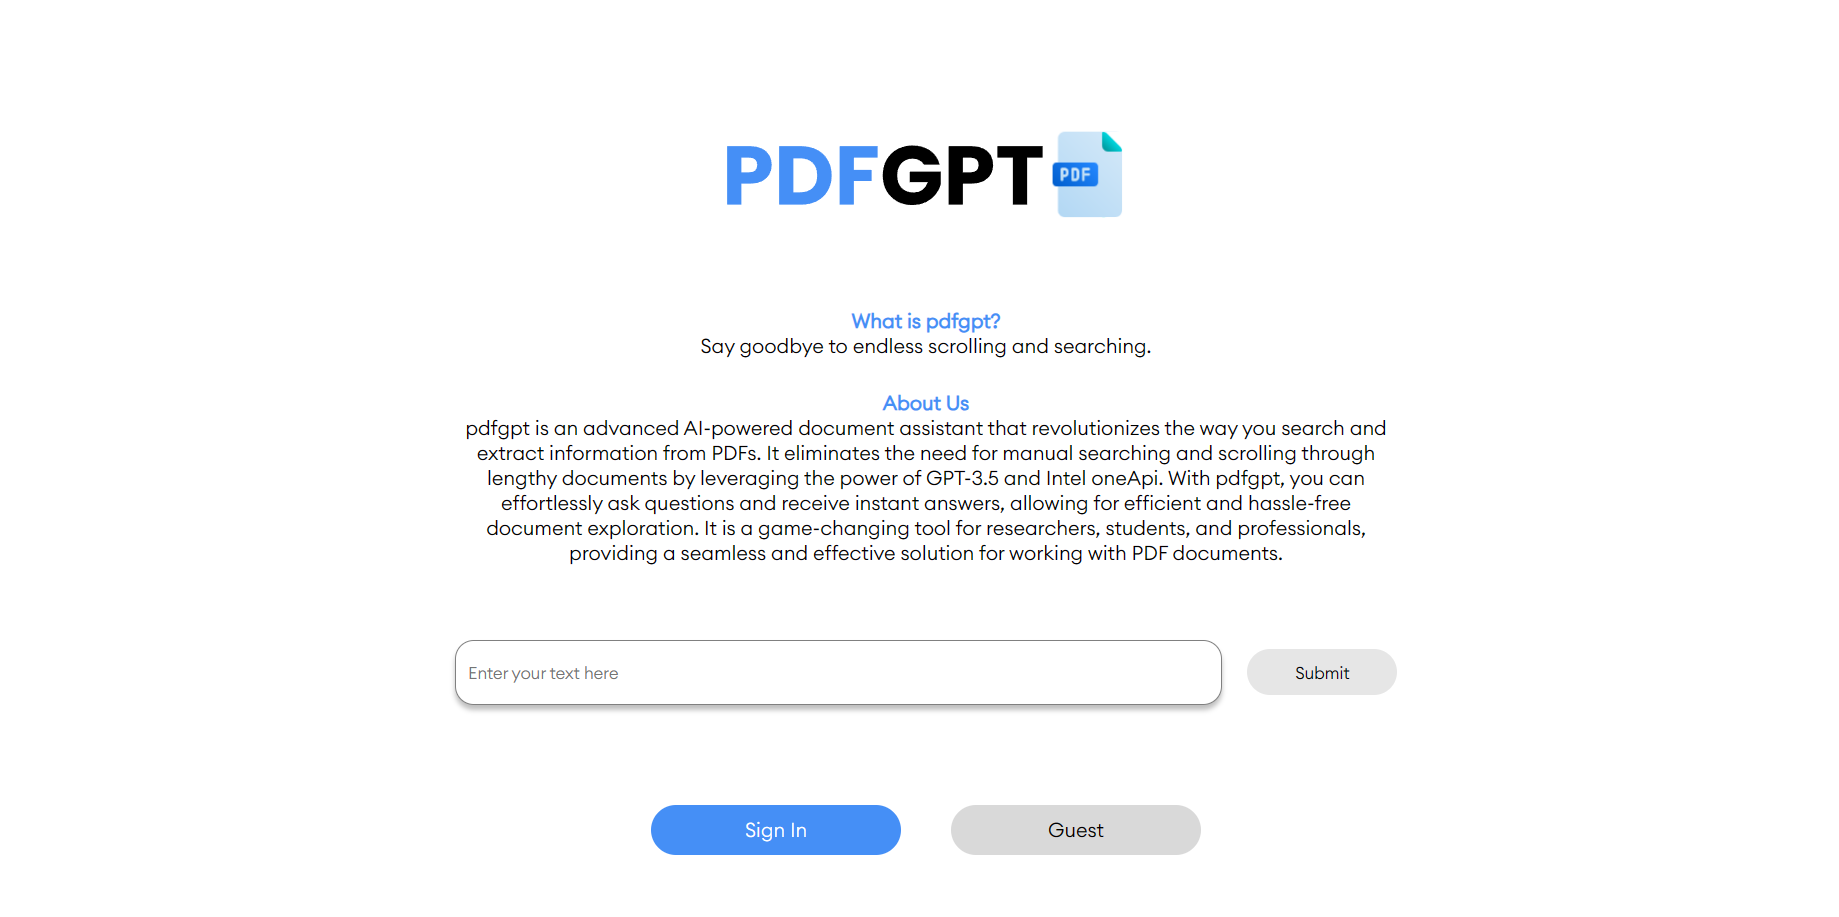 PDFGPT
PDF
What is pdfgpt?
Say goodbye to endless scrolling and searching.
About Us
pdfgpt is an advanced AI-powered document assistant that revolutionizes the way you search and
extract information from PDFs. It eliminates the need for manual searching and scrolling through
lengthy documents by leveraging the power of GPT-3.5 and Intel oneApi. With pdfgpt, you can
effortlessly ask questions and receive instant answers, allowing for efficient and hassle-free
document exploration. It is a game-changing tool for researchers, students, and professionals,
providing a seamless and effective solution for working with PDF documents.
Enter your text here
Submit
Sign In
Guest